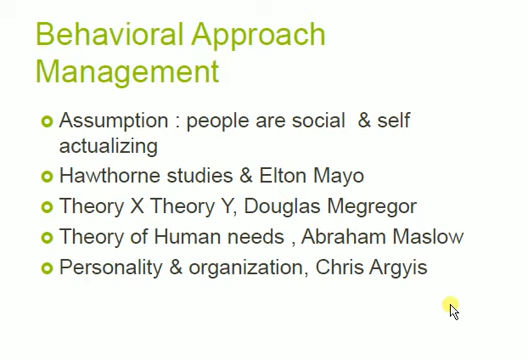 Behavioral Approach
Management
Assumption : people are social & self
actualizing
Hawthorne studies & Elton Mayo
Theory X Theory Y, Douglas Megregor
Theory of Human needs , Abraham Maslow
Personality & organization, Chris Argyis